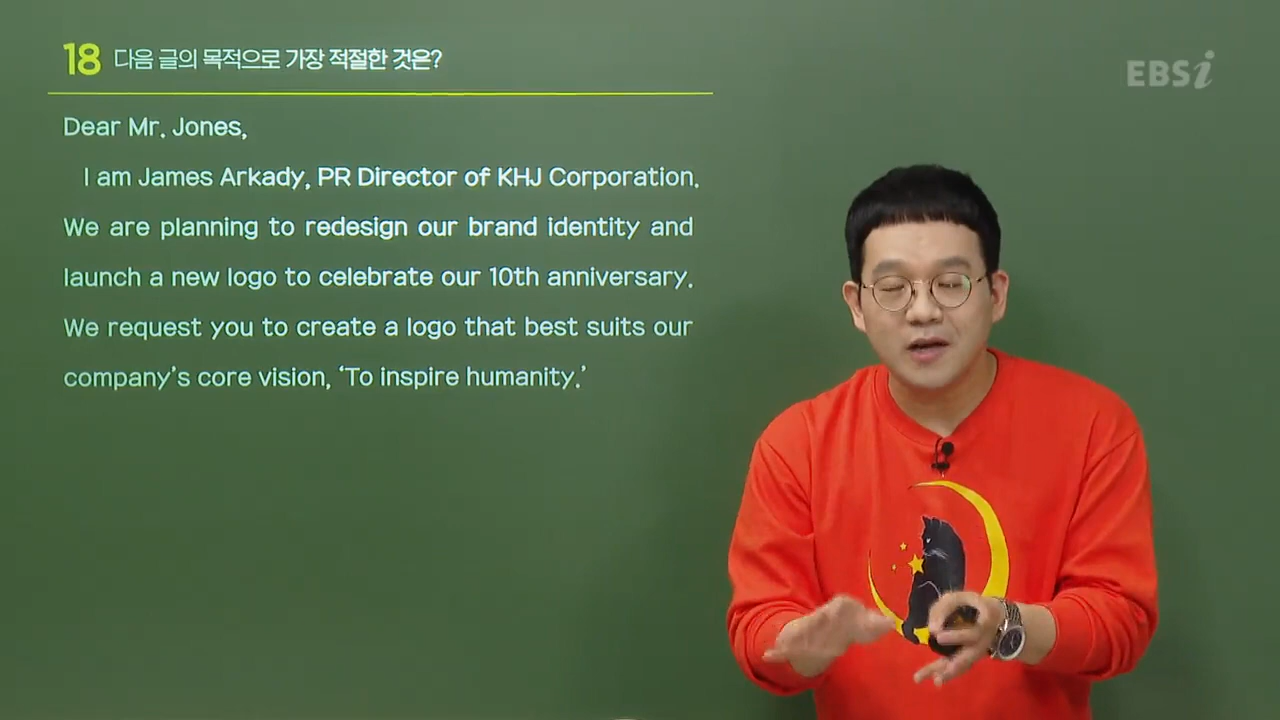 18 다음 글의 목적으로 가장 적절한 것은?
EBSi
Dear Mr. Jones,
I am James Arkady, PR Director of KHJ Corporation.
We are planning to redesign our brand identity and
launch a new logo to celebrate our 10th anniversary.
We request you to create a logo that best suits our
company's core vision, 'To inspire humanity.'